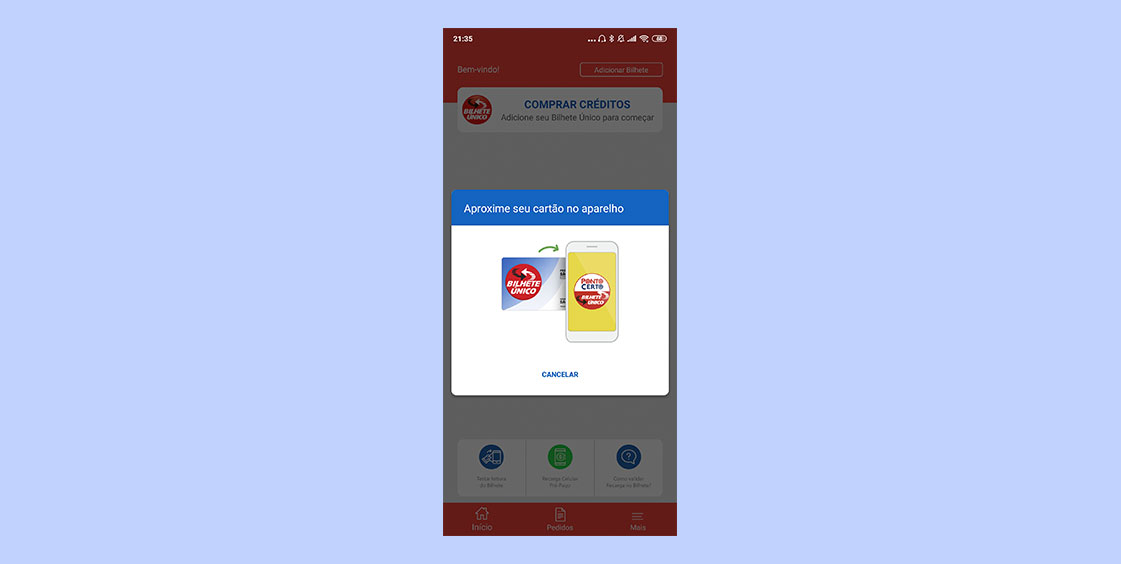 21:35
68
Bem-vindo!
Adicionar Bilhete
BILHETE
ÚNICO
COMPRAR CRÉDITOS
Adicione seu Bilhete Único para começar
Aproxime seu cartão no aparelho
BILHETE
ÚNICO
PONTO
CERTO
BILHETE
ÚNICO
CANCELAR
Testar leitura
do Bilhete
Recarga Celular
Pré-Pago
Como validar
recarga no Bilhete?
Início
Pedidos
Mais